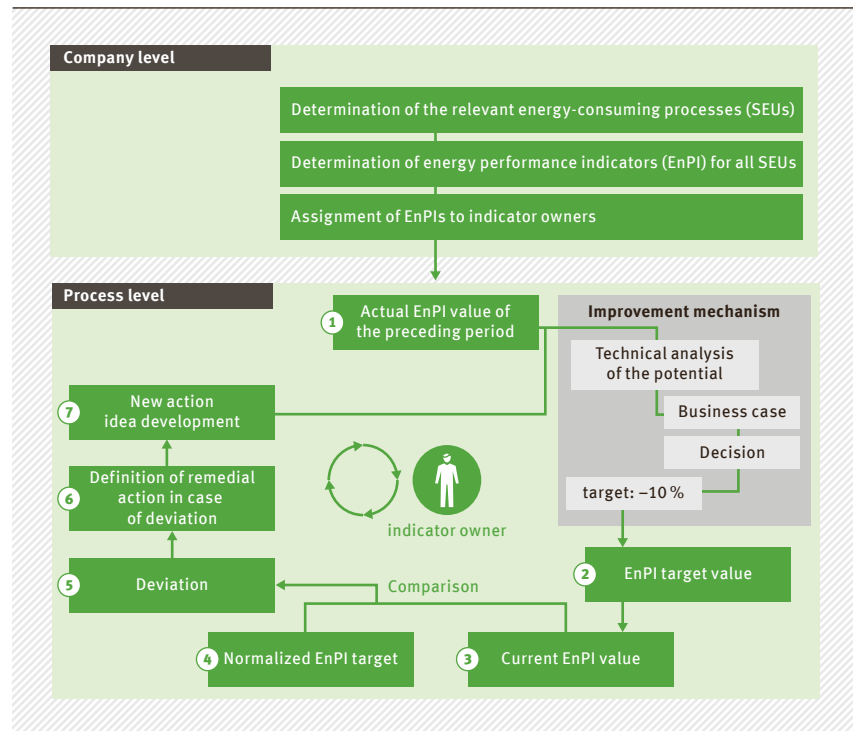 Company level
Determination of the relevant energy-consuming processes (SEUs)
Determination of energy performance indicators (EnPI) for all SEUs
Assignment of EnPIs to indicator owners
Process level
1
Actual EnPI value of
the preceding period
Improvement mechanism
Technical analysis
of the potential
Business case
Decision
target: –10 %
7
New action
idea development
6
Definition of remedial
action in case
of deviation
indicator owner
5
Deviation
Comparison
2
EnPI target value
4
Normalized EnPI target
3
Current EnPI value